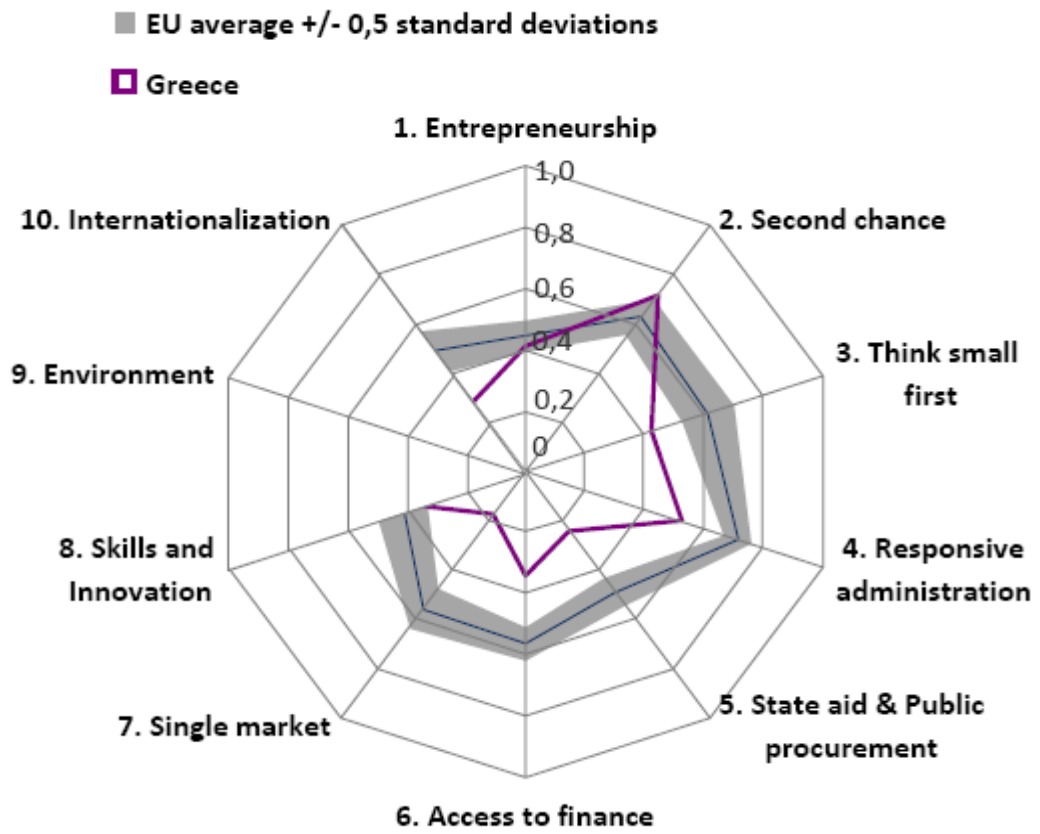 EU average +/- 0,5 standard deviations
Greece
1. Entrepreneurship
1,0
10. Internationalization
2. Second chance
0,8
0,6
0,4
3. Think small
first
9. Environment
0,2
0
8. Skills and
Innovation
4. Responsive
administration
7. Single market
5. State aid & Public
procurement
6. Access to finance